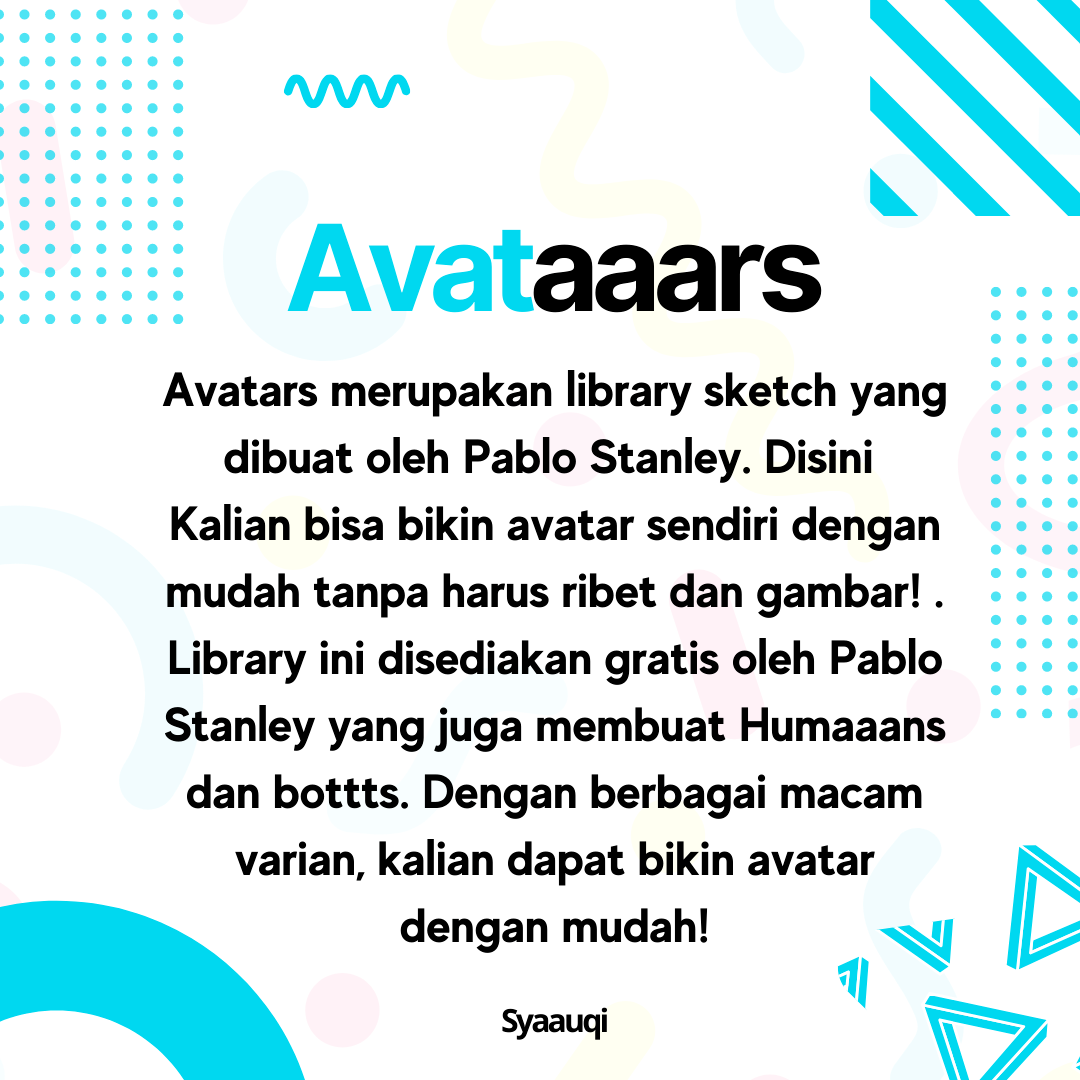 Avataaars
Avatars merupakan library sketch yang
dibuat oleh Pablo Stanley. Disini
Kalian bisa bikin avatar sendiri dengan
mudah tanpa harus ribet dan gambar! .
Library ini disediakan gratis oleh Pablo
Stanley yang juga membuat Humaaans
dan bottts. Dengan berbagai macam
varian, kalian dapat bikin avatar
dengan mudah!
Syaauqi